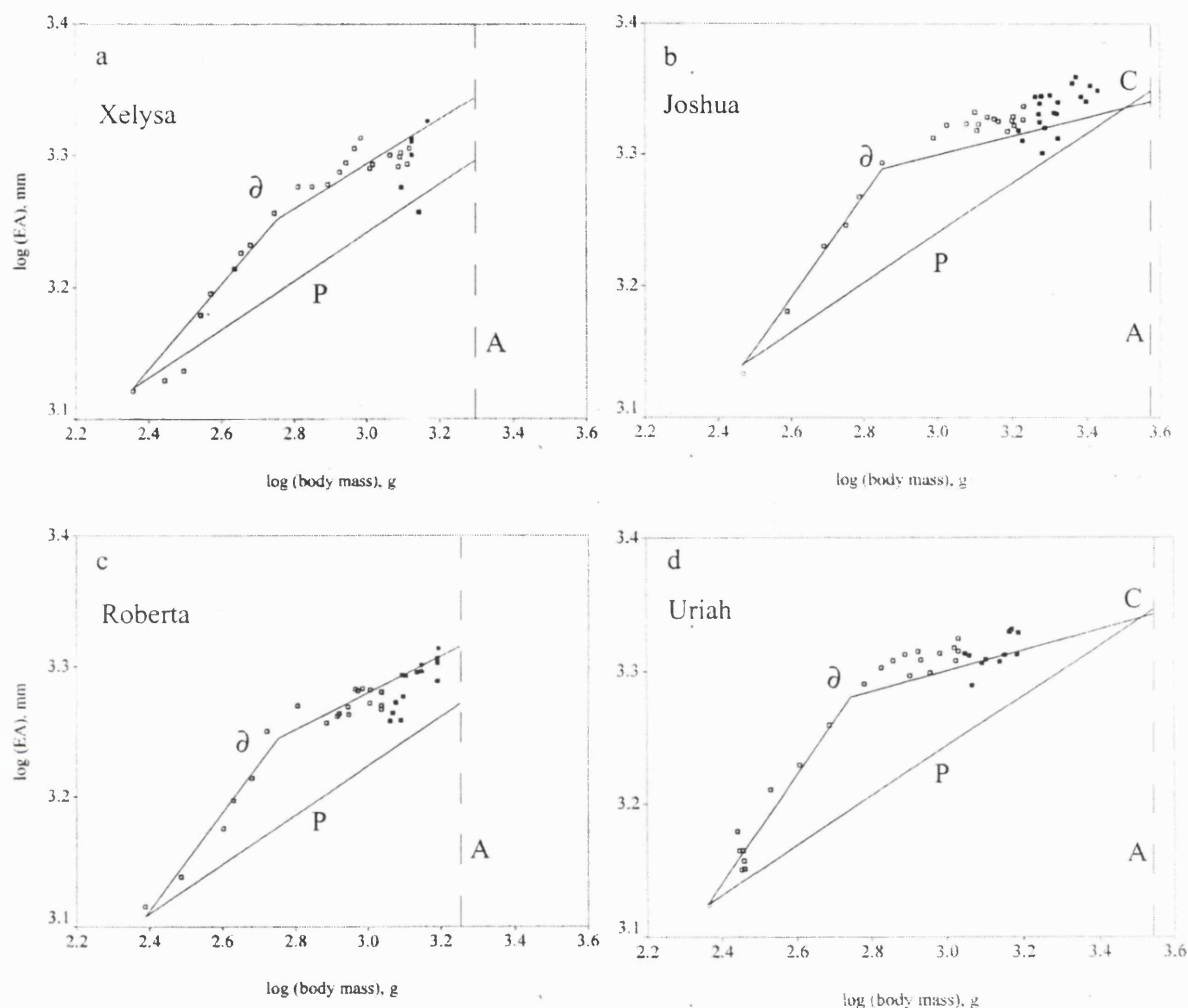 a
Xelysa
∂
P
A
log (EA), mm
3.4
3.3
3.2
3.1
2.2 2.4 2.6 2.8 3.0 3.2 3.4 3.6
log (body mass), g
b
Joshua
∂
C
P
A
3.4
3.3
3.2
3.1
2.2 2.4 2.6 2.8 3.0 3.2 3.4 3.6
log (body mass), g
c
Roberta
∂
P
A
log (EA), mm
3.4
3.3
3.2
3.1
2.2 2.4 2.6 2.8 3.0 3.2 3.4 3.6
log (body mass), g
d
Uriah
∂
C
P
A
3.4
3.3
3.2
3.1
2.2 2.4 2.6 2.8 3.0 3.2 3.4 3.6
log (body mass), g